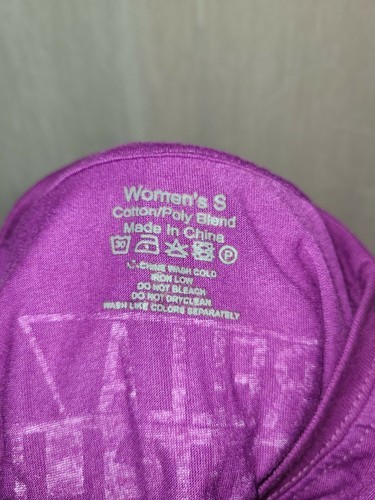 Women's S
Cotton/Poly Blend
Made In China
30 P
MACHINE WASH COLD
IRON LOW
DO NOT BLEACH
DO NOT DRYCLEAN
WASH LIKE COLORS SEPARATELY